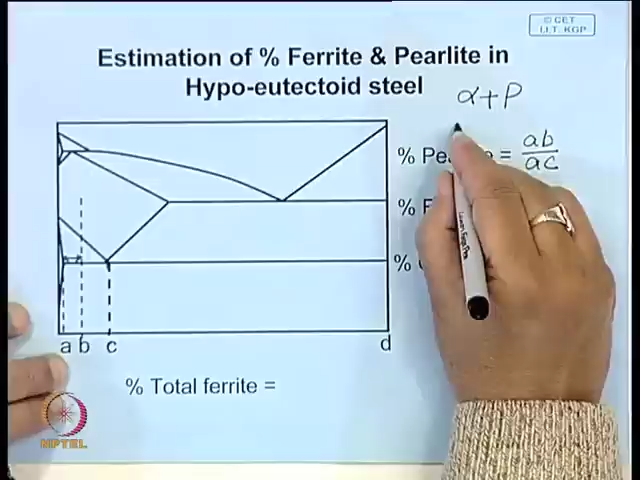 © CET
I.I.T. KGP
Estimation of % Ferrite & Pearlite in
Hypo-eutectoid steel
α+P
% Pe = ab/ac
%
%
a b c d
% Total ferrite =
NPTEL